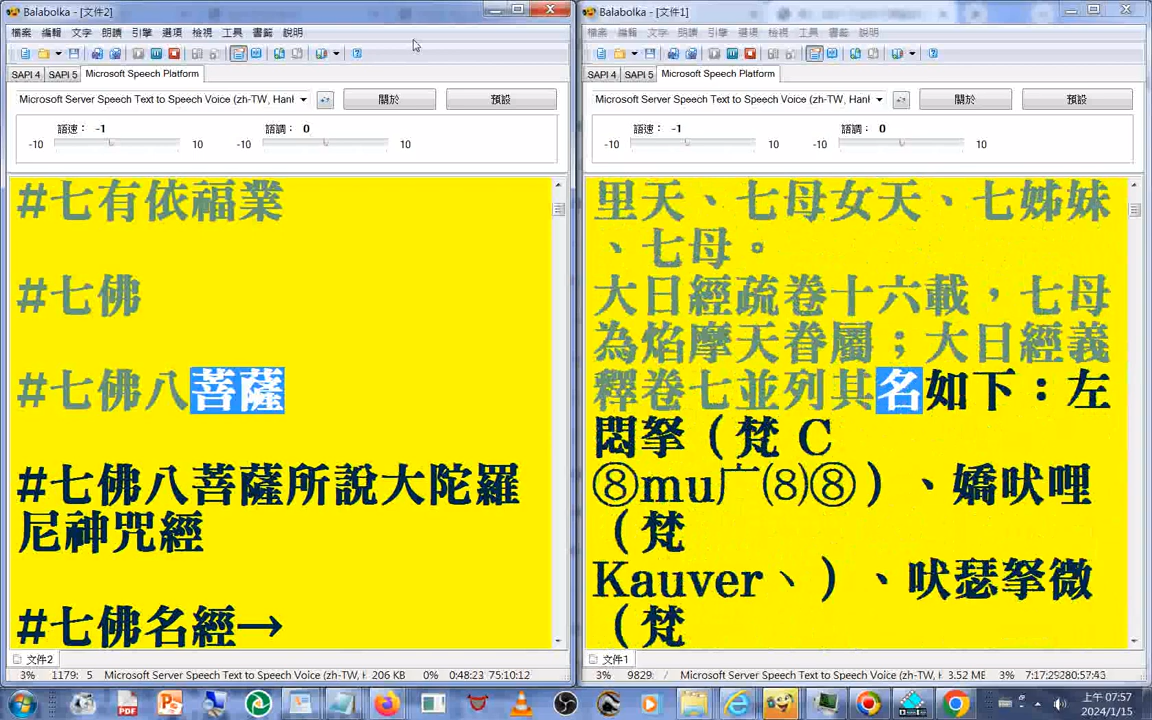 Balabolka - [文件2]
檔案 編輯 文字 朗讀 引擎 選項 檢視 工具 書籤 說明
SAPI 4 SAPI 5 Microsoft Speech Platform
Microsoft Server Speech Text to Speech Voice (zh-TW, Hanl
關於 預設
語速： -1 語調： 0
-10 10 -10 10
#七有依福業
#七佛
#七佛八菩薩
#七佛八菩薩所說大陀羅
尼神咒經
#七佛名經→
文件2
3% 1179: 5 Microsoft Server Speech Text to Speech Voice (zh-TW, H 206 KB 0% 0:48:23 75:10:12
Balabolka - [文件1]
檔案 編輯 文字 朗讀 引擎 選項 檢視 工具 書籤 說明
SAPI 4 SAPI 5 Microsoft Speech Platform
Microsoft Server Speech Text to Speech Voice (zh-TW, Hanl
關於 預設
語速： -1 語調： 0
-10 10 -10 10
里天、七母女天、七姊妹
、七母。
大日經疏卷十六載，七母
為焰摩天眷屬；大日經義
釋卷七並列其名如下：左
悶拏（梵 C
⑧mu广⑻⑧）、嬌吠哩
（梵
Kauver丶）、吠瑟拏微
（梵
文件1
3% 9829: / Microsoft Server Speech Text to Speech Voice (zh-TW, H 3.52 MB 3% 7:17:29280:57:43
上午 07:57
2024/1/15